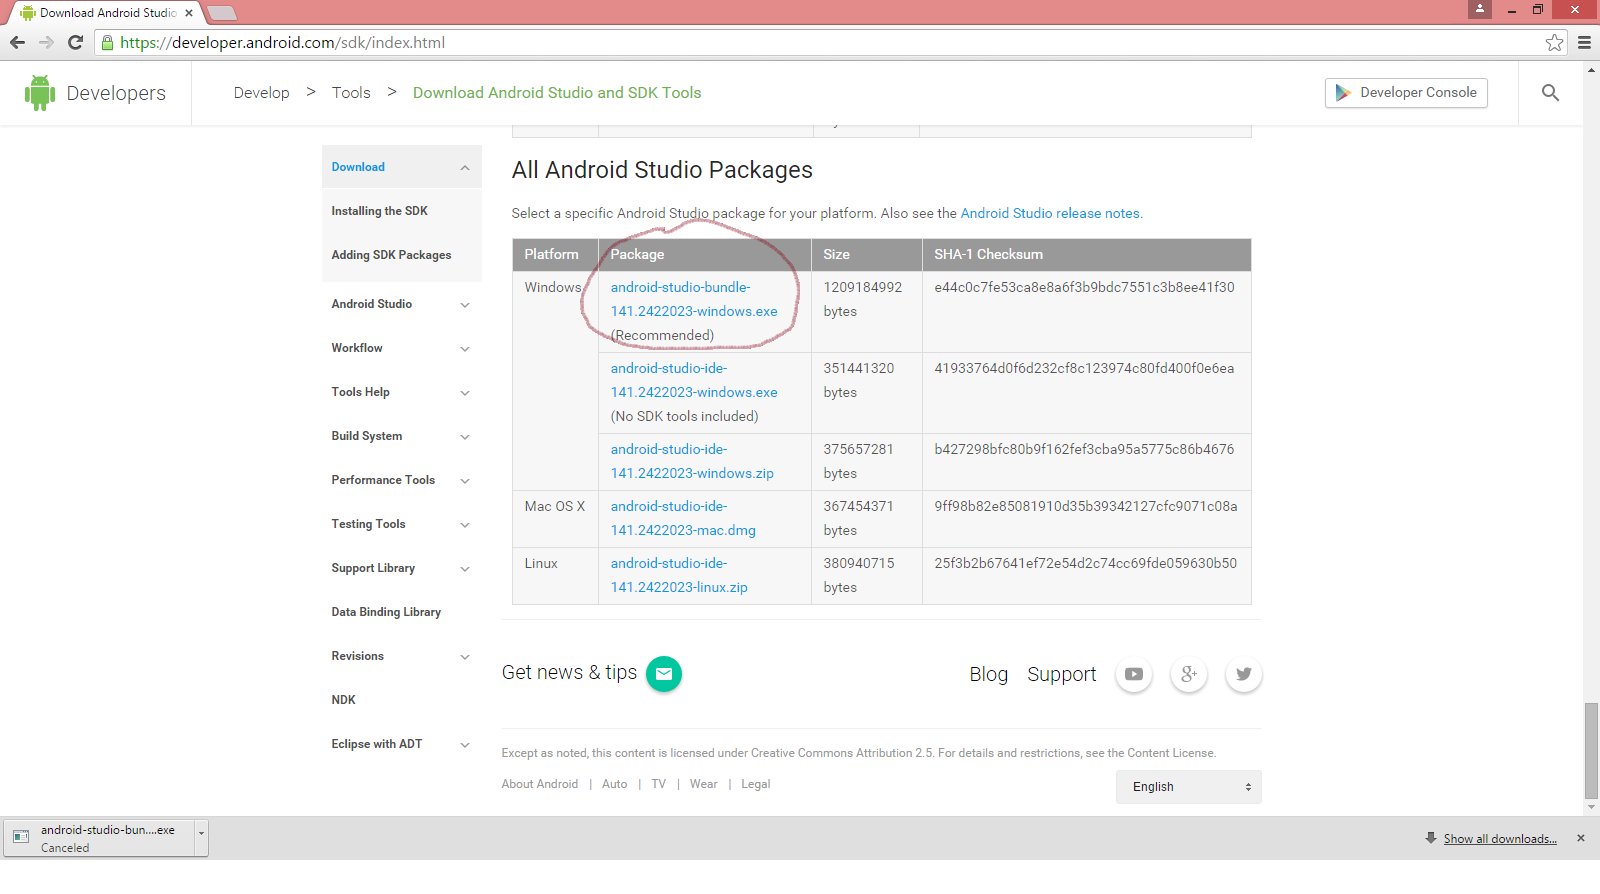 Download Android Studio
https://developer.android.com/sdk/index.html
Developers
Develop > Tools > Download Android Studio and SDK Tools
Developer Console
Download
Installing the SDK
Adding SDK Packages
Android Studio
Workflow
Tools Help
Build System
Performance Tools
Testing Tools
Support Library
Data Binding Library
Revisions
NDK
Eclipse with ADT
All Android Studio Packages
Select a specific Android Studio package for your platform. Also see the Android Studio release notes.
Platform Package Size SHA-1 Checksum
Windows android-studio-bundle- 1209184992 e44c0c7fe53ca8e8a6f3b9bdc7551c3b8ee41f30
141.2422023-windows.exe bytes
(Recommended)
android-studio-ide- 351441320 41933764d0f6d232cf8c123974c80fd400f0e6ea
141.2422023-windows.exe bytes
(No SDK tools included)
android-studio-ide- 375657281 b427298bfc80b9f162fef3cba95a5775c86b4676
141.2422023-windows.zip bytes
Mac OS X android-studio-ide- 367454371 9ff98b82e85081910d35b39342127cfc9071c08a
141.2422023-mac.dmg bytes
Linux android-studio-ide- 380940715 25f3b2b67641ef72e54d2c74cc69fde059630b50
141.2422023-linux.zip bytes
Get news & tips
Blog Support
Except as noted, this content is licensed under Creative Commons Attribution 2.5. For details and restrictions, see the Content License.
About Android | Auto | TV | Wear | Legal
English
android-studio-bun....exe
Canceled
Show all downloads...